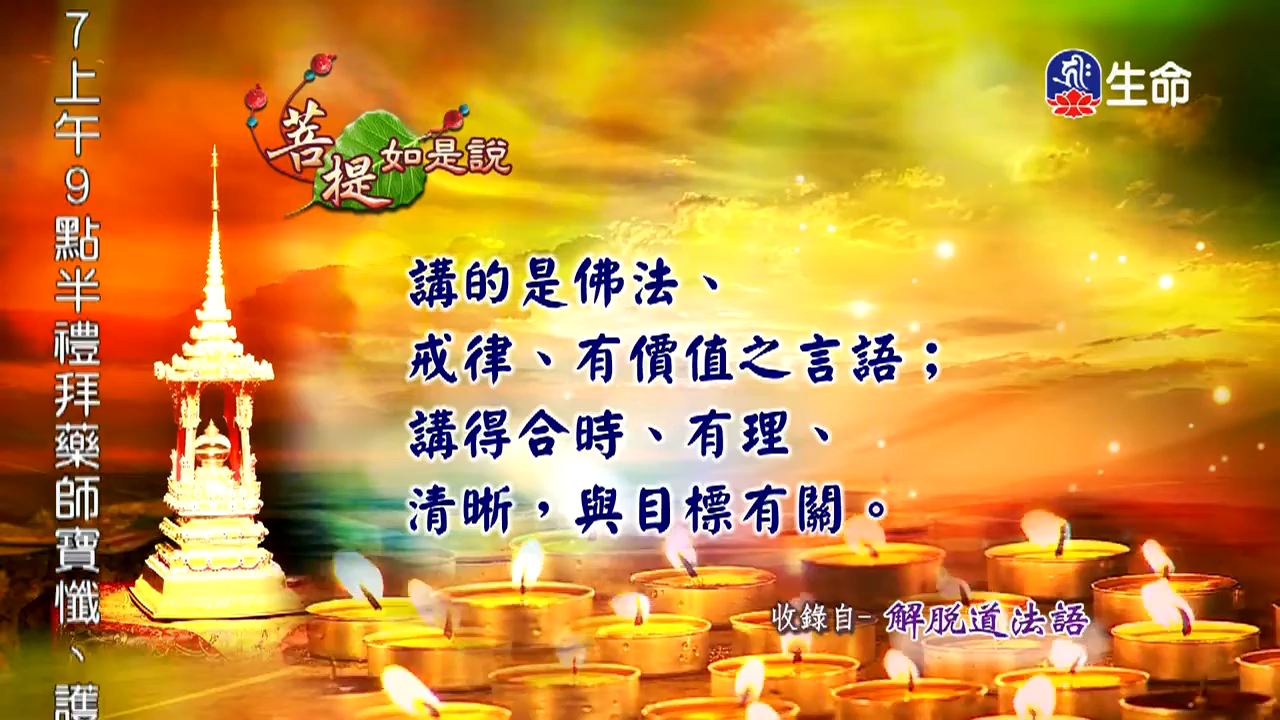 7上午9點半禮拜藥師寶懺、護
菩提如是說
生命
講的是佛法、
戒律、有價值之言語；
講得合時、有理、
清晰，與目標有關。
收錄自-解脫道法語